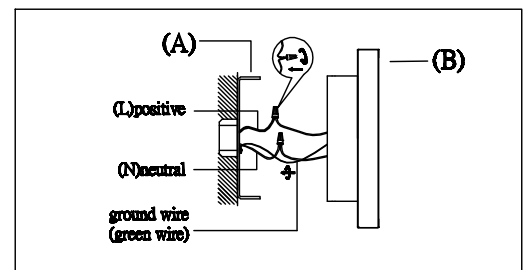 (A)
(B)
(L)positive
(N)neutral
ground wire
(green wire)